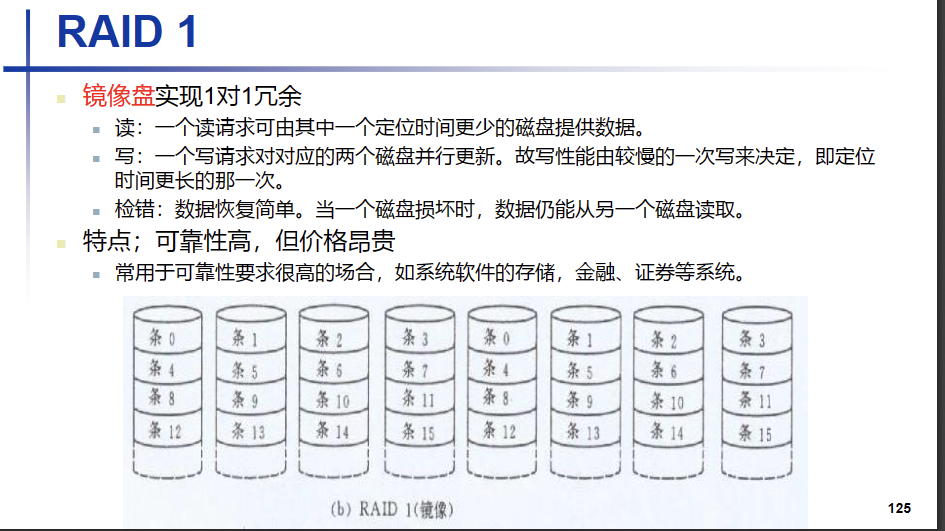 RAID 1
镜像盘实现1对1冗余
读：一个读请求可由其中一个定位时间更少的磁盘提供数据。
写：一个写请求对对应的两个磁盘并行更新。故写性能由较慢的一次写来决定，即定位
时间更长的那一次。
检错：数据恢复简单。当一个磁盘损坏时，数据仍能从另一个磁盘读取。
特点；可靠性高，但价格昂贵
常用于可靠性要求很高的场合，如系统软件的存储，金融、证券等系统。
条 0 条 1 条 2 条 3 条 0 条 1 条 2 条 3
条 4 条 5 条 6 条 7 条 4 条 5 条 6 条 7
条 8 条 9 条 10 条 11 条 8 条 9 条 10 条 11
条 12 条 13 条 14 条 15 条 12 条 13 条 14 条 15
(b) RAID 1(镜像)
125